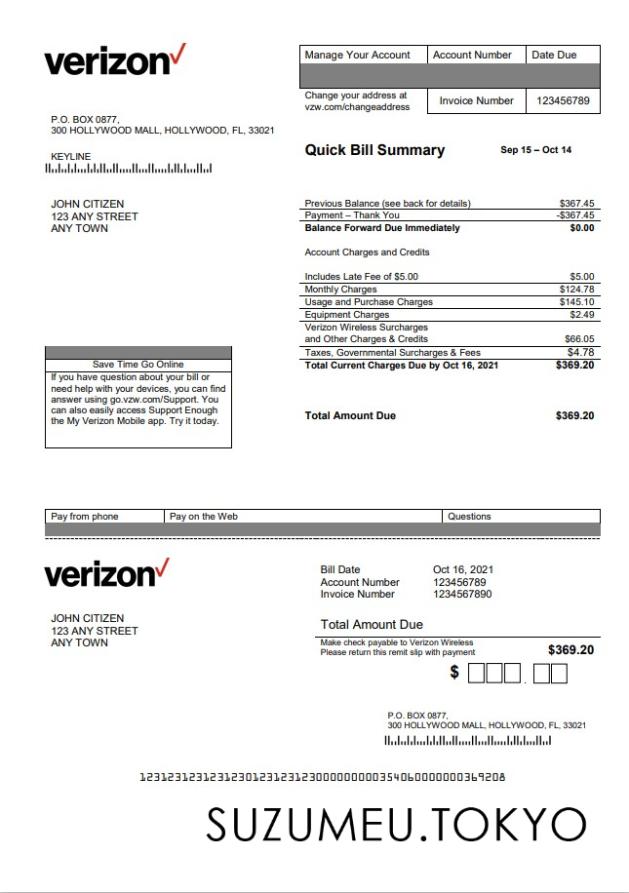 verizon
Manage Your Account Account Number Date Due
Change your address at
vzw.com/changeaddress
Invoice Number 123456789
P.O. BOX 0877,
300 HOLLYWOOD MALL, HOLLYWOOD, FL, 33021
KEYLINE
Quick Bill Summary Sep 15 – Oct 14
JOHN CITIZEN
123 ANY STREET
ANY TOWN
Previous Balance (see back for details) $367.45
Payment – Thank You -$367.45
Balance Forward Due Immediately $0.00
Account Charges and Credits
Includes Late Fee of $5.00 $5.00
Monthly Charges $124.78
Usage and Purchase Charges $145.10
Equipment Charges $2.49
Verizon Wireless Surcharges
and Other Charges & Credits $66.05
Taxes, Governmental Surcharges & Fees $4.78
Total Current Charges Due by Oct 16, 2021 $369.20
Total Amount Due $369.20
Save Time Go Online
If you have question about your bill or
need help with your devices, you can find
answer using go.vzw.com/Support. You
can also easily access Support Enough
the My Verizon Mobile app. Try it today.
Pay from phone Pay on the Web Questions
verizon
Bill Date Oct 16, 2021
Account Number 123456789
Invoice Number 1234567890
JOHN CITIZEN
123 ANY STREET
ANY TOWN
Total Amount Due
Make check payable to Verizon Wireless
Please return this remit slip with payment
$369.20
$ .
P.O. BOX 0877,
300 HOLLYWOOD MALL, HOLLYWOOD, FL, 33021
SUZUMEU.TOKYO